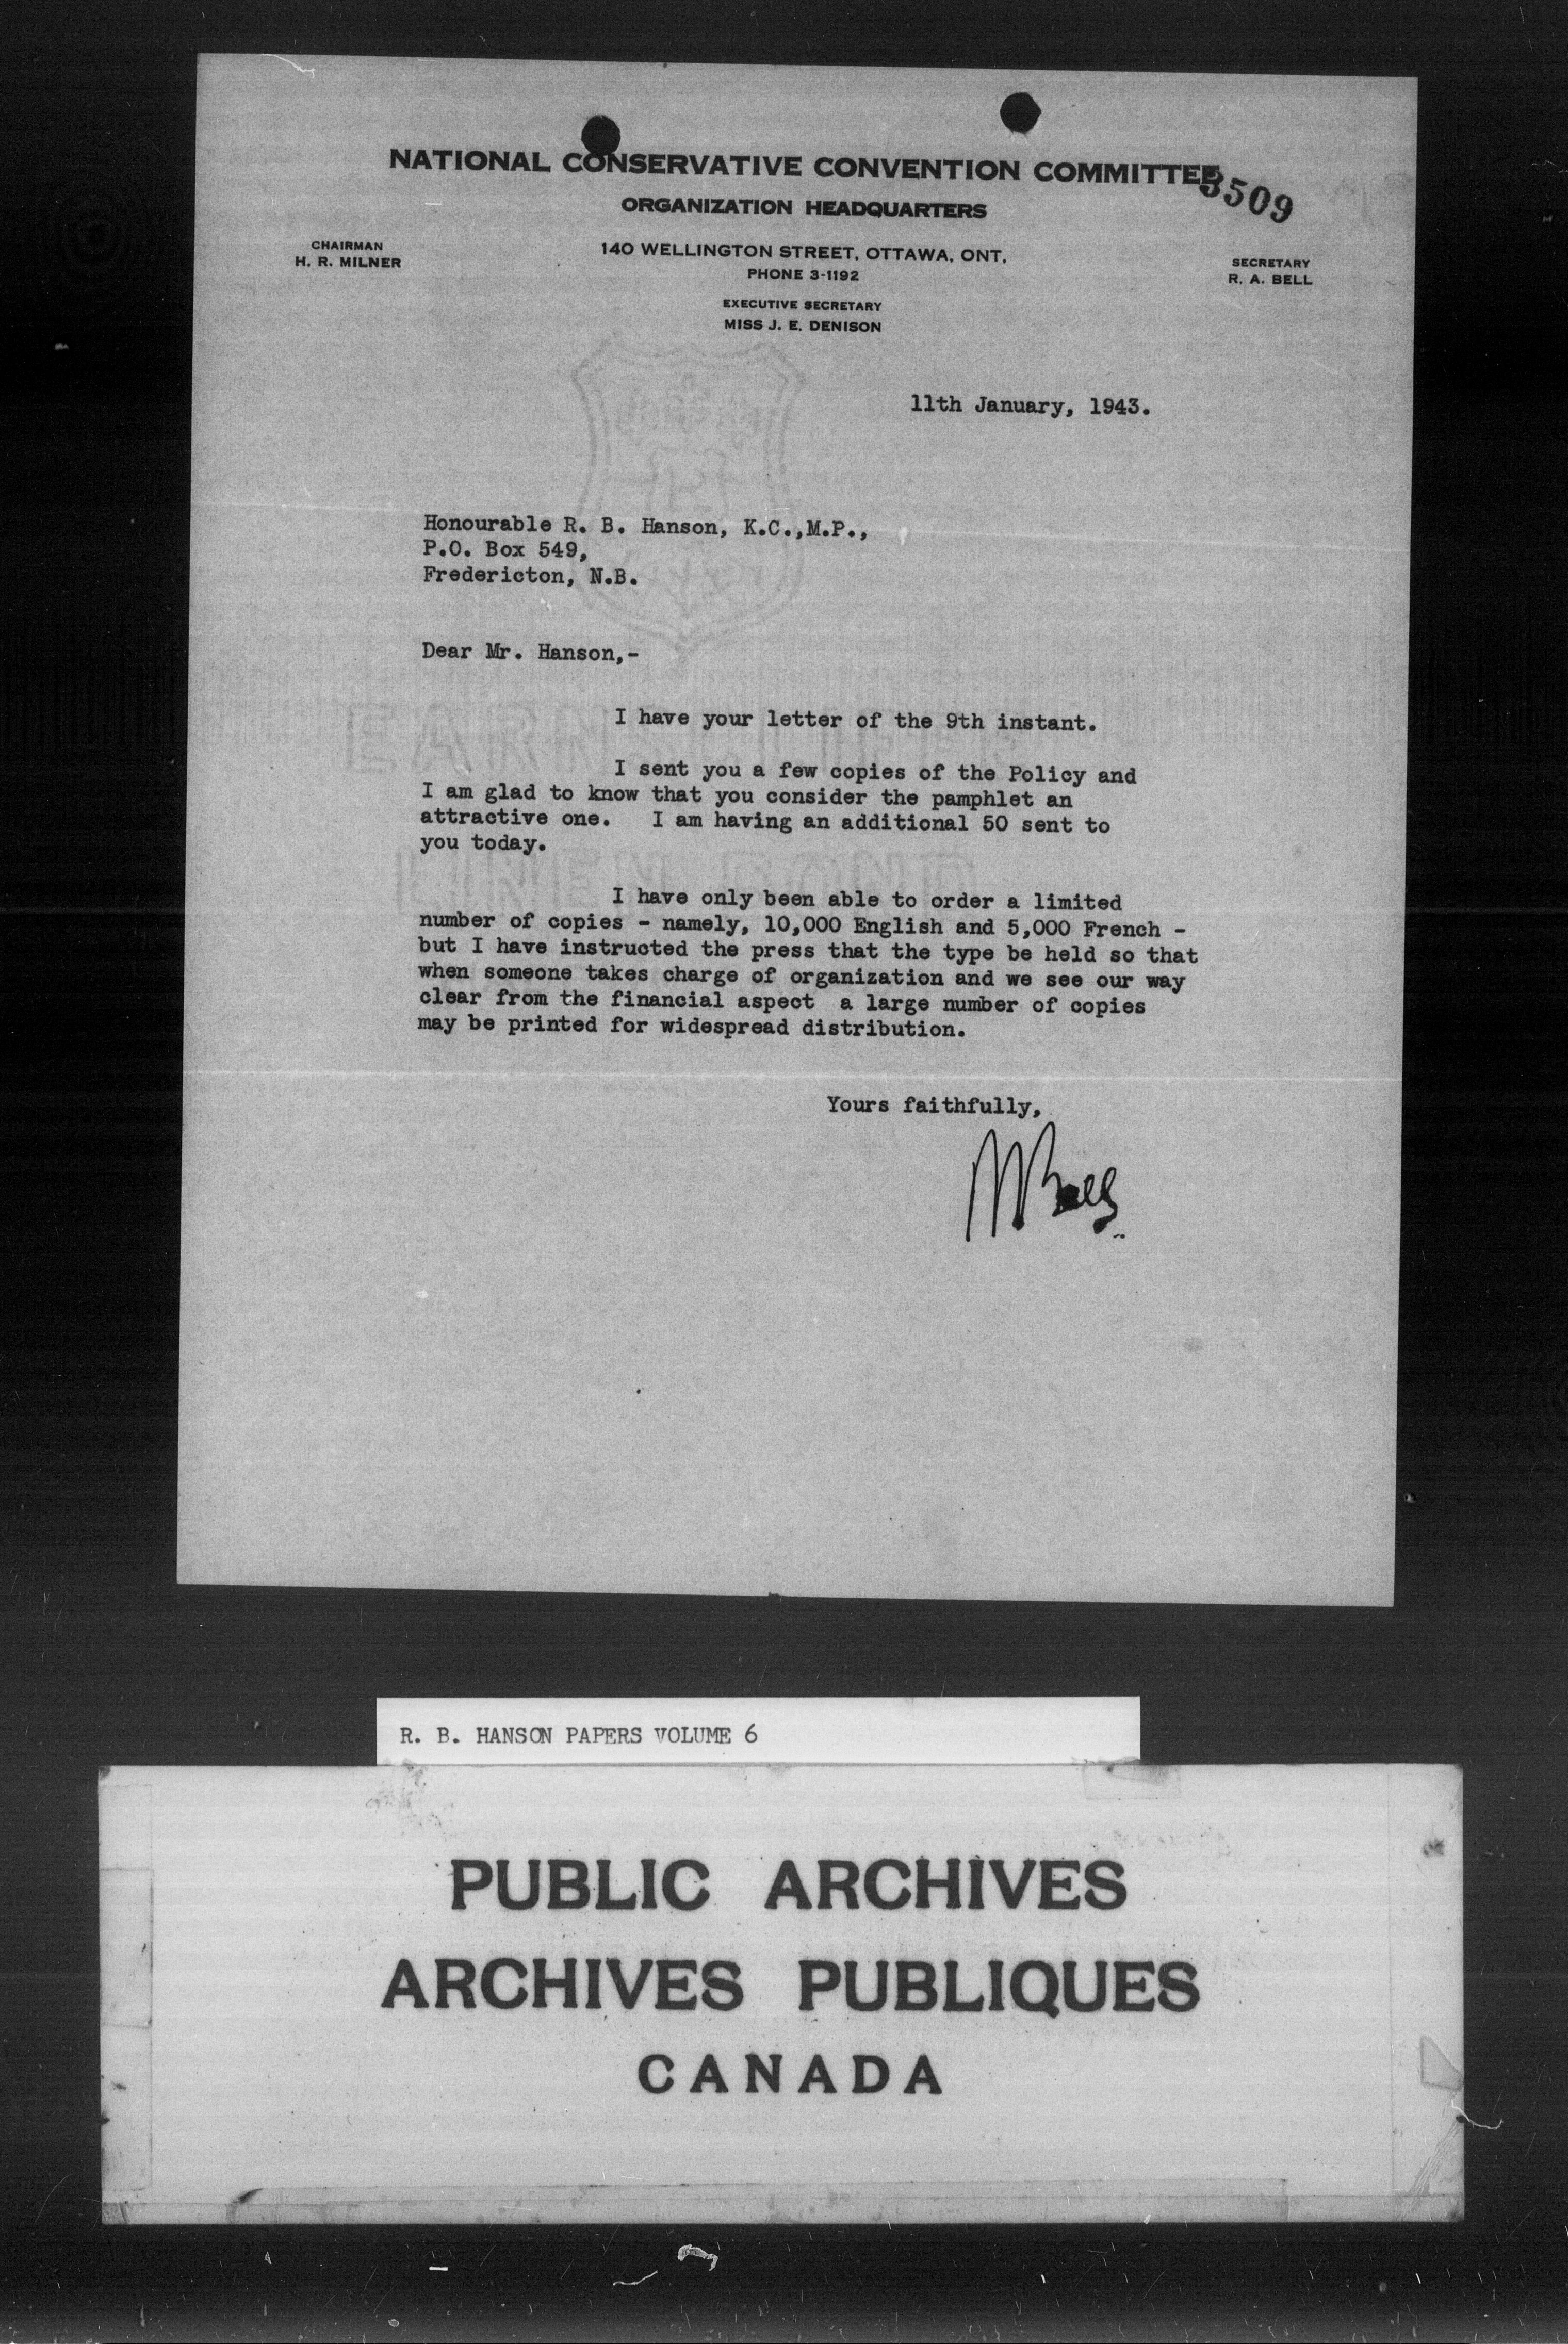 NATIONAL CONSERVATIVE CONVENTION COMMITTEE
3509
ORGANIZATION HEADQUARTERS
CHAIRMAN
H. R. MILNER
140 WELLINGTON STREET, OTTAWA, ONT.
PHONE 3-1192
SECRETARY
R. A. BELL
EXECUTIVE SECRETARY
MISS J. E. DENISON
11th January, 1943.
Honourable R. B. Hanson, K.C.,M.P.,
P.O. Box 549,
Fredericton, N.B.
Dear Mr. Hanson,-
I have your letter of the 9th instant.
I sent you a few copies of the Policy and
I am glad to know that you consider the pamphlet an
attractive one. I am having an additional 50 sent to
you today.
I have only been able to order a limited
number of copies - namely, 10,000 English and 5,000 French -
but I have instructed the press that the type be held so that
when someone takes charge of organization and we see our way
clear from the financial aspect a large number of copies
may be printed for widespread distribution.
Yours faithfully,
RABell
R. B. HANSON PAPERS VOLUME 6
PUBLIC ARCHIVES
ARCHIVES PUBLIQUES
CANADA